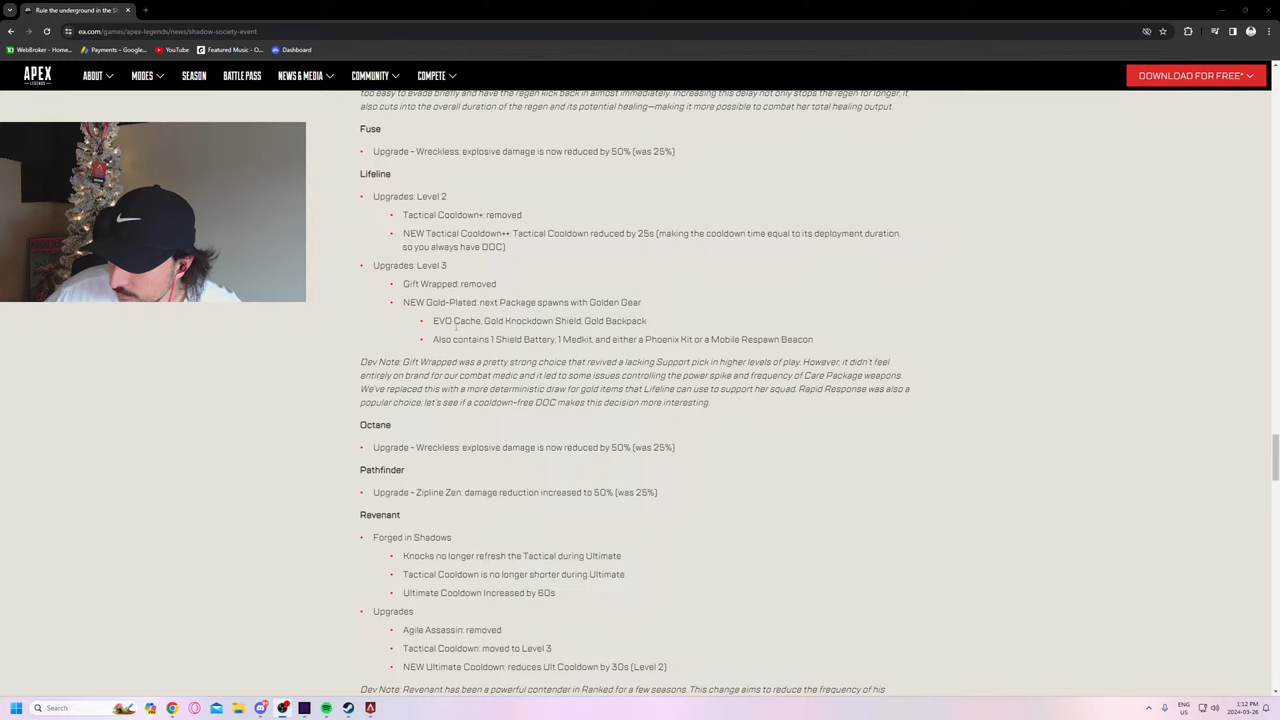 Rule the underground in the Sh
ea.com/games/apex-legends/news/shadow-society-event
WebBroker - Home...
Payments – Google...
YouTube
Featured Music - O...
Dashboard
APEX
ABOUT
MODES
SEASON
BATTLE PASS
NEWS & MEDIA
COMMUNITY
COMPETE
DOWNLOAD FOR FREE*
too easy to evade briefly and have the regen kick back in almost immediately. Increasing this delay not only stops the regen for longer, it
also cuts into the overall duration of the regen and its potential healing—making it more possible to combat her total healing output.
Fuse
• Upgrade - Wreckless: explosive damage is now reduced by 50% (was 25%)
Lifeline
• Upgrades: Level 2
• Tactical Cooldown+: removed
• NEW Tactical Cooldown++: Tactical Cooldown reduced by 25s (making the cooldown time equal to its deployment duration,
so you always have DOC)
• Upgrades: Level 3
• Gift Wrapped: removed
• NEW Gold-Plated: next Package spawns with Golden Gear
• EVO Cache, Gold Knockdown Shield, Gold Backpack
• Also contains 1 Shield Battery, 1 Medkit, and either a Phoenix Kit or a Mobile Respawn Beacon
Dev Note: Gift Wrapped was a pretty strong choice that revived a lacking Support pick in higher levels of play. However, it didn't feel
entirely on brand for our combat medic and it led to some issues controlling the power spike and frequency of Care Package weapons.
We've replaced this with a more deterministic draw for gold items that Lifeline can use to support her squad. Rapid Response was also a
popular choice; let's see if a cooldown-free DOC makes this decision more interesting.
Octane
• Upgrade - Wreckless: explosive damage is now reduced by 50% (was 25%)
Pathfinder
• Upgrade - Zipline Zen: damage reduction increased to 50% (was 25%)
Revenant
• Forged in Shadows
• Knocks no longer refresh the Tactical during Ultimate
• Tactical Cooldown is no longer shorter during Ultimate
• Ultimate Cooldown Increased by 60s
• Upgrades
• Agile Assassin: removed
• Tactical Cooldown: moved to Level 3
• NEW Ultimate Cooldown: reduces Ult Cooldown by 30s (Level 2)
Dev Note: Revenant has been a powerful contender in Ranked for a few seasons. This change aims to reduce the frequency of his
Search
ENG
US
1:12 PM
2024-03-26